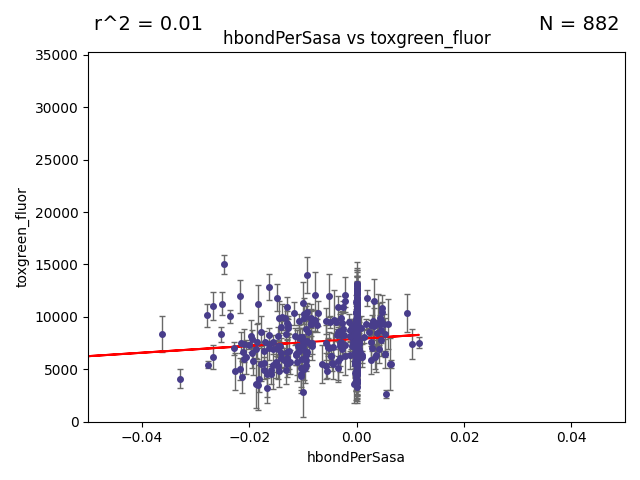 r^2 = 0.01
N = 882
hbondPerSasa vs toxgreen_fluor
35000
30000
25000
20000
15000
10000
5000
0
toxgreen_fluor
−0.04
−0.02
0.00
0.02
0.04
hbondPerSasa